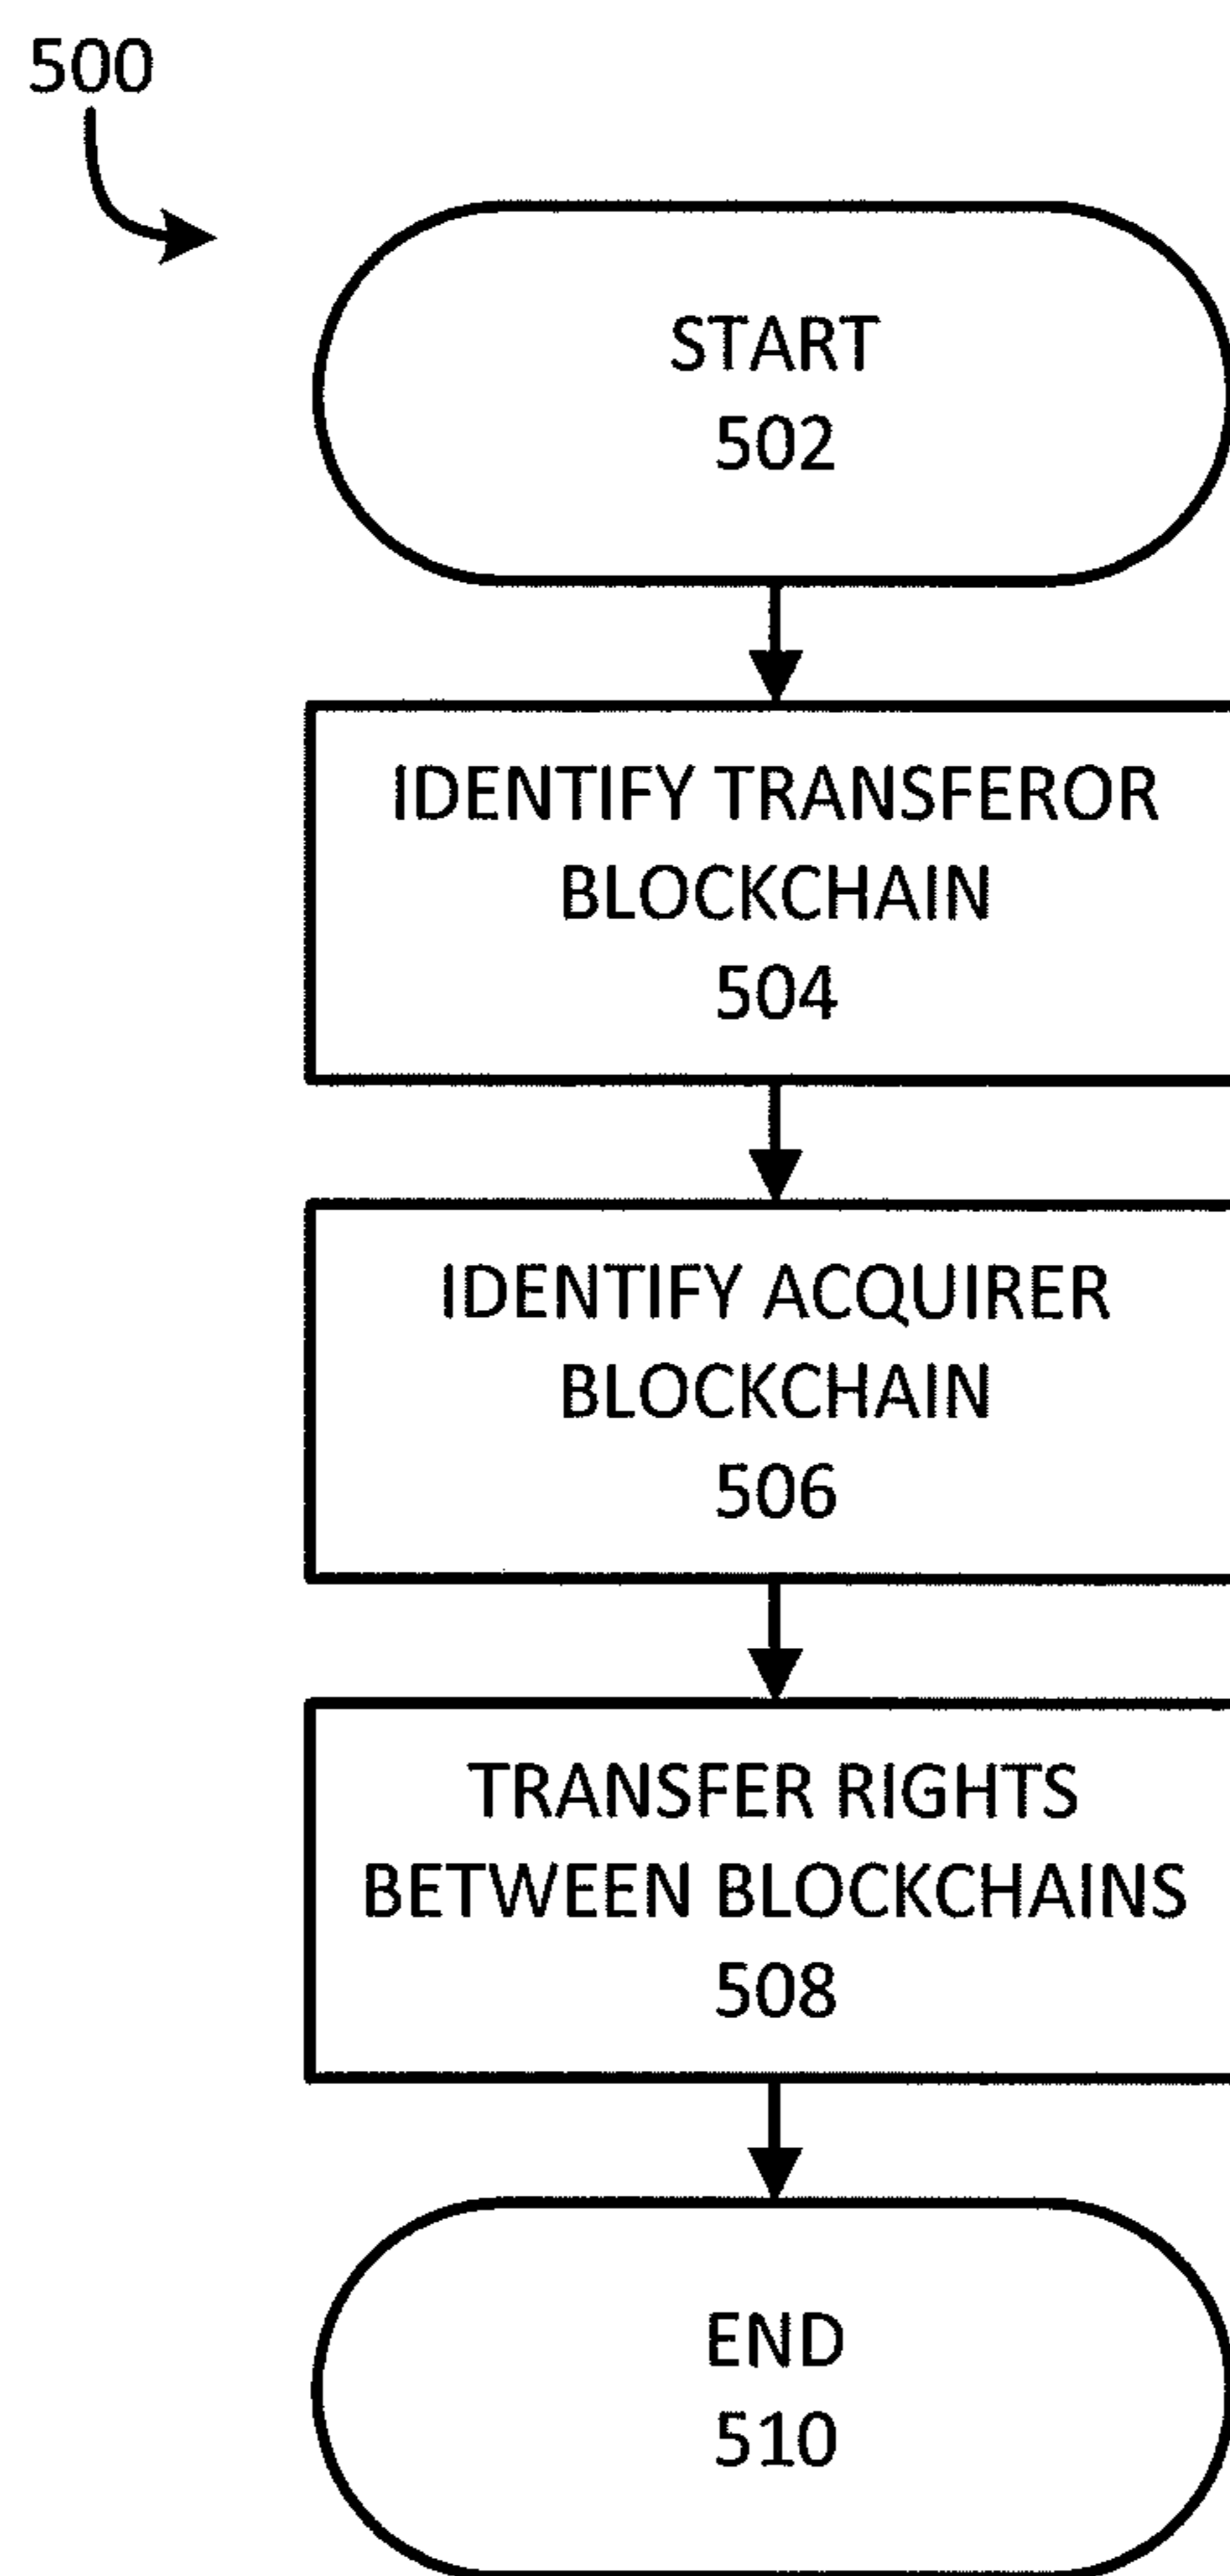 500
START
502
IDENTIFY TRANSFEROR
BLOCKCHAIN
504
IDENTIFY ACQUIRER
BLOCKCHAIN
506
TRANSFER RIGHTS
BETWEEN BLOCKCHAINS
508
END
510